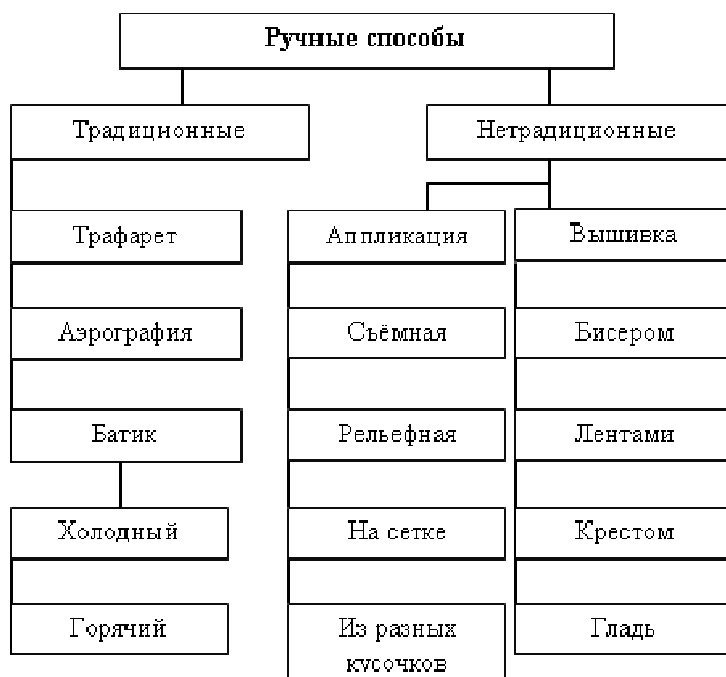 Ручные способы
Традиционные
Нетрадиционные
Трафарет
Аппликация
Вышивка
Аэрография
Съёмная
Бисером
Батик
Рельефная
Лентами
Холодный
На сетке
Крестом
Горячий
Из разных
кусочков
Гладь